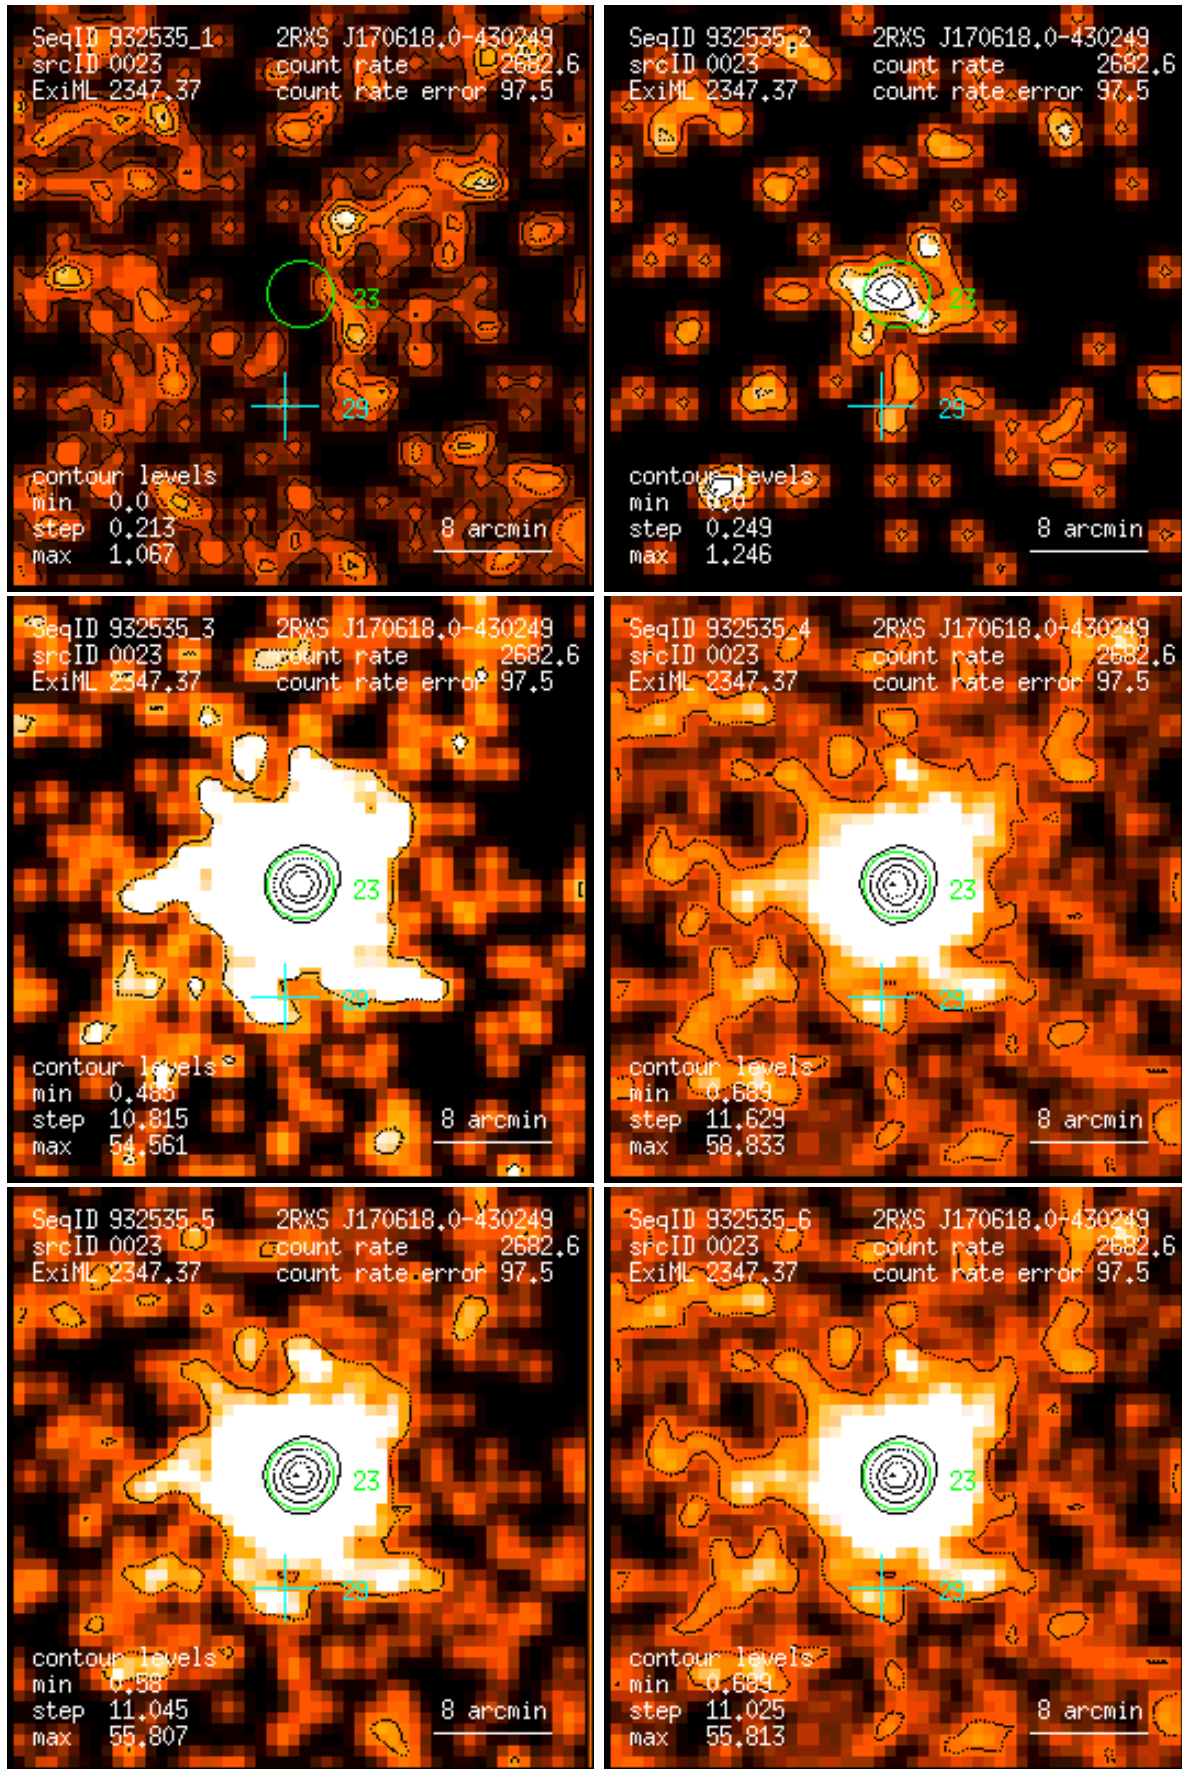 SeqID 932535_1 2RXS J170618.0-430249
srcID 0023 count rate 2682.6
ExiML 2347.37 count rate error 97.5
23
29
contour levels
min 0.0
step 0.213 8 arcmin
max 1.067
SeqID 932535_2 2RXS J170618.0-430249
srcID 0023 count rate 2682.6
ExiML 2347.37 count rate error 97.5
23
29
contour levels
min 0.0
step 0.249 8 arcmin
max 1.246
SeqID 932535_3 2RXS J170618.0-430249
srcID 0023 count rate 2682.6
ExiML 2347.37 count rate error 97.5
23
29
contour levels
min 0.485
step 10.815 8 arcmin
max 54.561
SeqID 932535_4 2RXS J170618.0-430249
srcID 0023 count rate 2682.6
ExiML 2347.37 count rate error 97.5
23
29
contour levels
min 0.689
step 11.629 8 arcmin
max 58.833
SeqID 932535_5 2RXS J170618.0-430249
srcID 0023 count rate 2682.6
ExiML 2347.37 count rate error 97.5
23
29
contour levels
min 0.58
step 11.045 8 arcmin
max 55.807
SeqID 932535_6 2RXS J170618.0-430249
srcID 0023 count rate 2682.6
ExiML 2347.37 count rate error 97.5
23
29
contour levels
min 0.689
step 11.025 8 arcmin
max 55.813